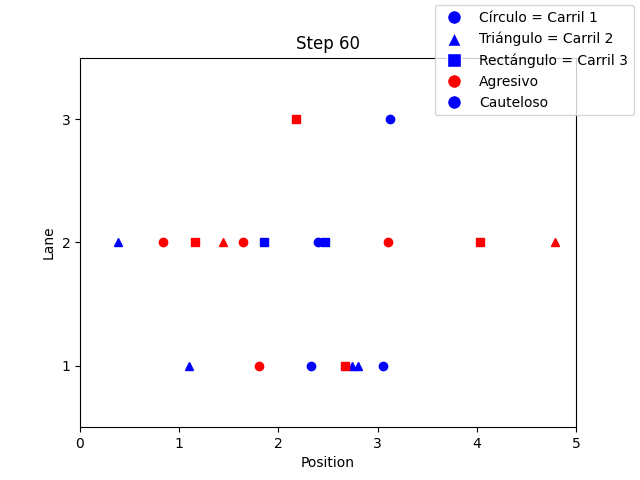 Step 60
Círculo = Carril 1
Triángulo = Carril 2
Rectángulo = Carril 3
Agresivo
Cauteloso
Lane
3
2
1
0 1 2 3 4 5
Position